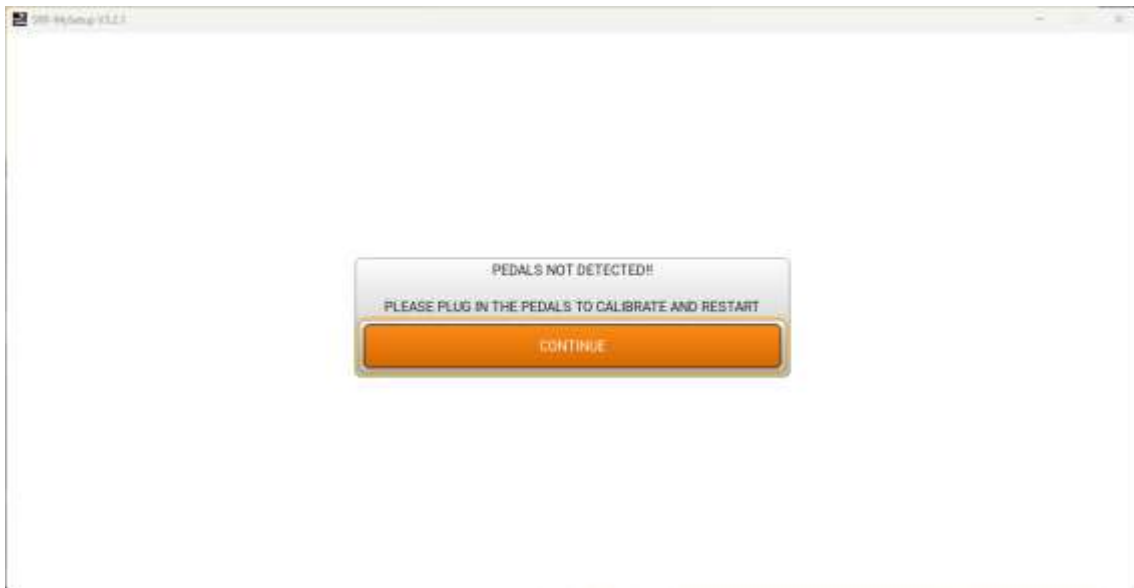 PEDALS NOT DETECTED!!
PLEASE PLUG IN THE PEDALS TO CALIBRATE AND RESTART
CONTINUE